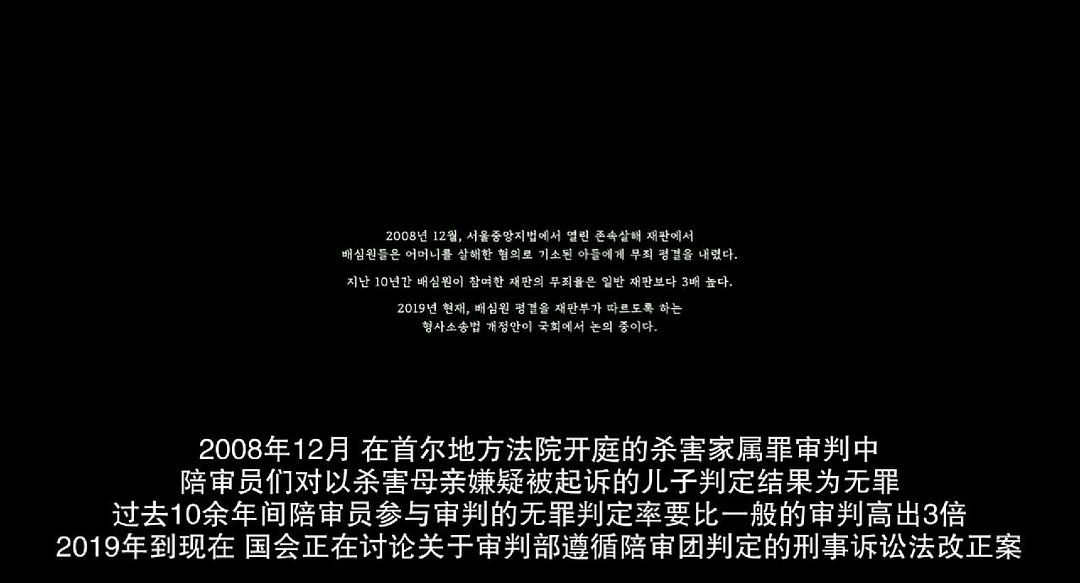 2008년 12월, 서울중앙지법에서 열린 존속살해 재판에서
배심원들은 어머니를 살해한 혐의로 기소된 아들에게 무죄 평결을 내렸다.
지난 10년간 배심원이 참여한 재판의 무죄율은 일반 재판보다 3배 높다.
2019년 현재, 배심원 평결을 재판부가 따르도록 하는
형사소송법 개정안이 국회에서 논의 중이다.
2008年12月 在首尔地方法院开庭的杀害家属罪审判中
陪审员们对以杀害母亲嫌疑被起诉的儿子判定结果为无罪
过去10余年间陪审员参与审判的无罪判定率要比一般的审判高出3倍
2019年到现在 国会正在讨论关于审判部遵循陪审团判定的刑事诉讼法改正案